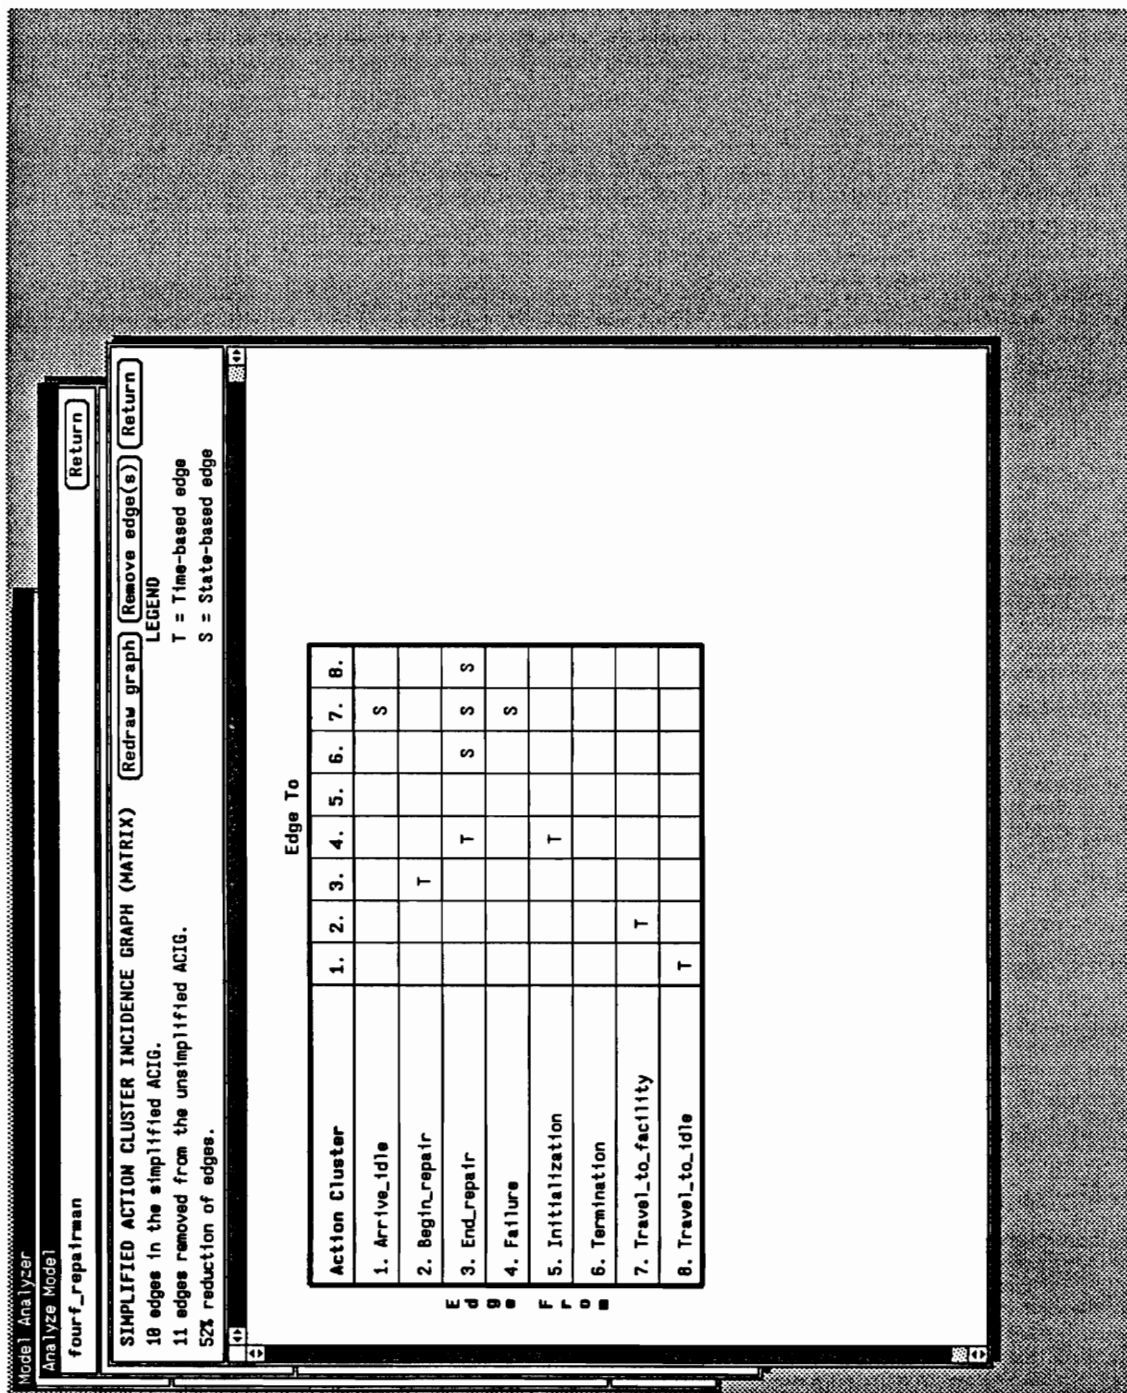 Model Analyzer
Analyze Model
fourf_repairman Return
SIMPLIFIED ACTION CLUSTER INCIDENCE GRAPH (MATRIX) Redraw graph Remove edge(s) Return
10 edges in the simplified ACIG. LEGEND
11 edges removed from the unsimplified ACIG. T = Time-based edge
52% reduction of edges. S = State-based edge
Edge To
Action Cluster 1. 2. 3. 4. 5. 6. 7. 8.
1. Arrive_idle S
2. Begin_repair T
3. End_repair T S S S
4. Failure S
5. Initialization T
6. Termination
7. Travel_to_facility T
8. Travel_to_idle T
Edge From